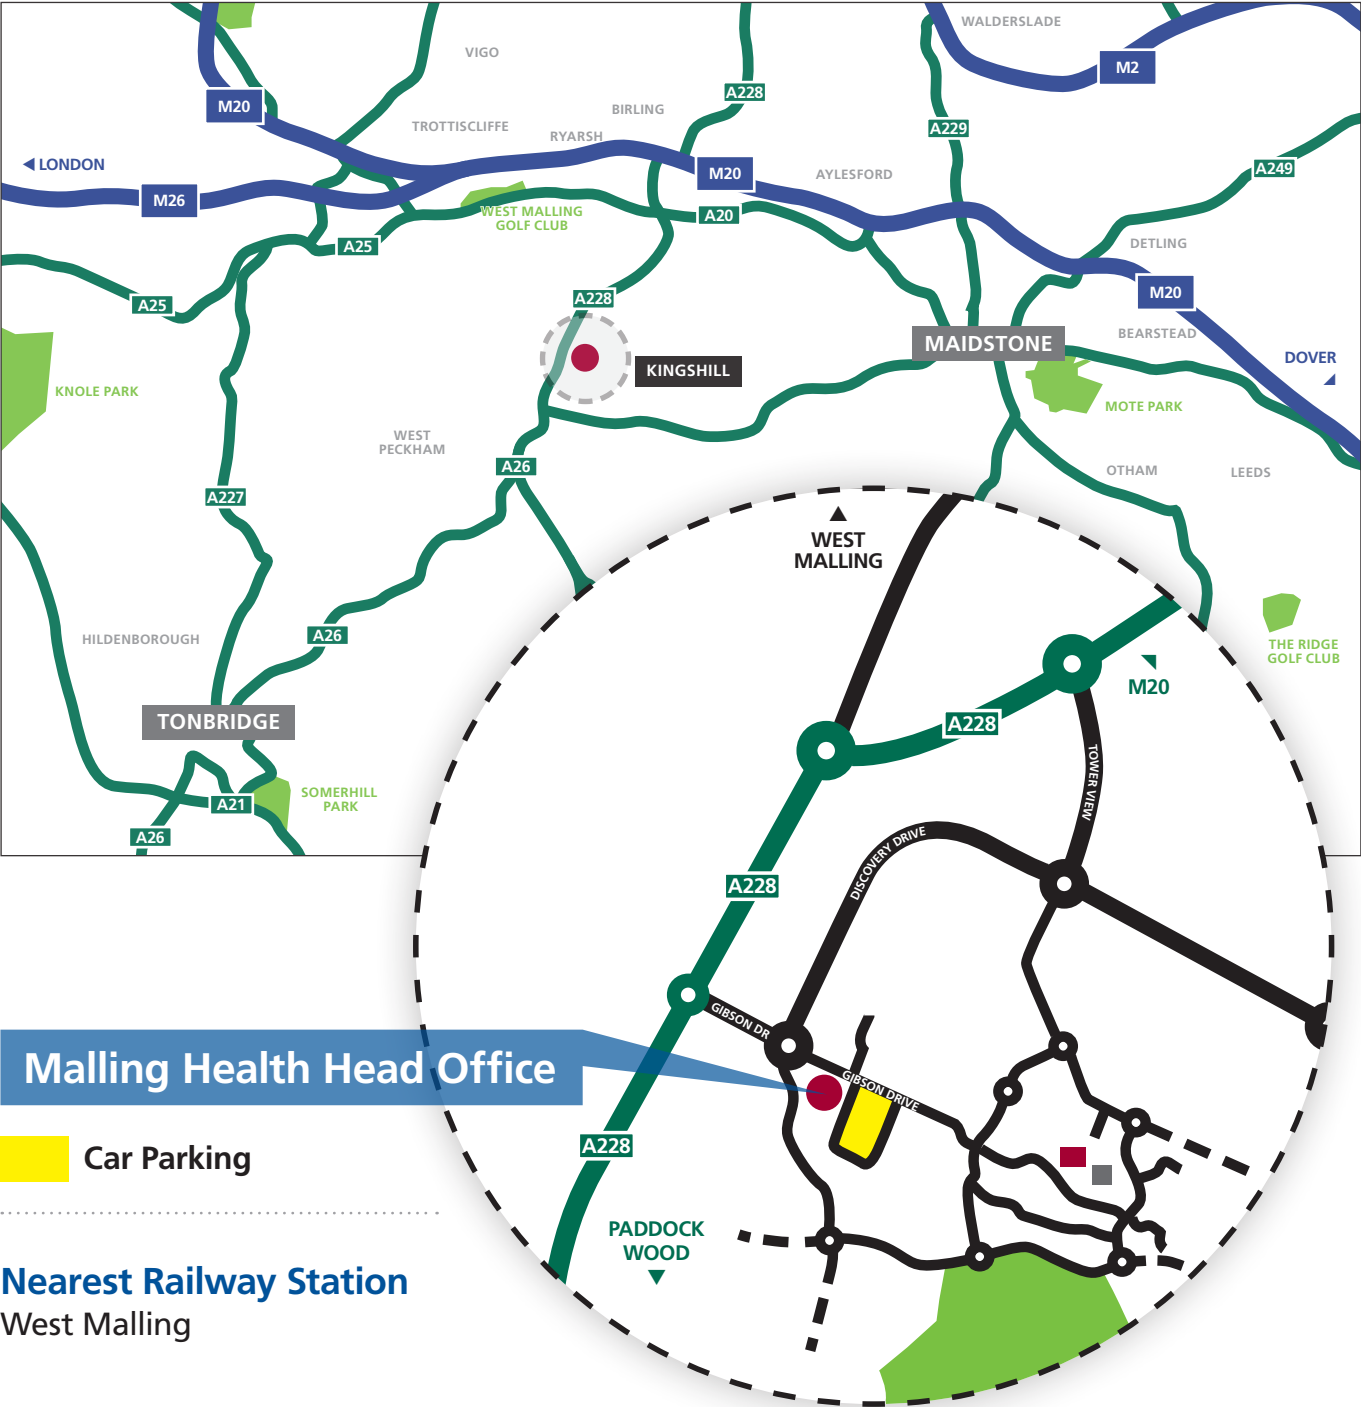 WALDERSLADE
VIGO
M2
A228
M20
BIRLING
TROTTISCLIFFE
A229
RYARSH
LONDON
A249
M20
AYLESFORD
M26
WEST MALLING
GOLF CLUB
A20
A25
DETLING
M20
A228
A25
BEARSTEAD
MAIDSTONE
DOVER
KINGSHILL
KNOLE PARK
MOTE PARK
WEST
PECKHAM
A26
OTHAM
LEEDS
A227
WEST
MALLING
A26
HILDENBOROUGH
THE RIDGE
GOLF CLUB
M20
TONBRIDGE
A228
TOWER VIEW
SOMERHILL
PARK
A21
A26
DISCOVERY DRIVE
A228
GIBSON DR
Malling Health Head Office
GIBSON DRIVE
A228
Car Parking
PADDOCK
WOOD
Nearest Railway Station
West Malling